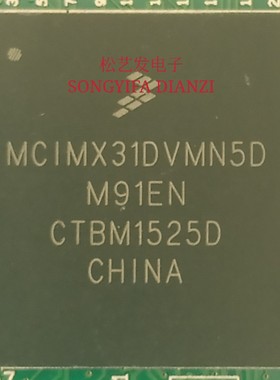 松艺发电子
SONGYIFA DIANZI
MCIMX31DVMN5D
M91EN
CTBM1525D
CHINA